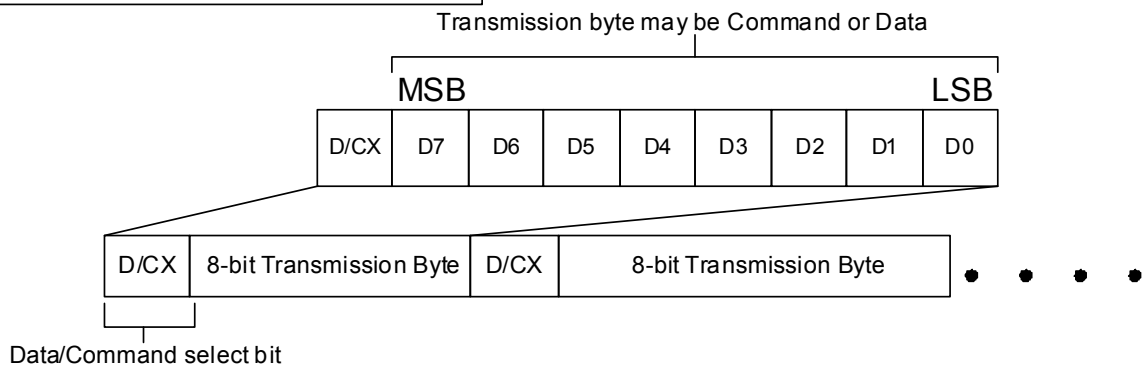 Transmission byte may be Command or Data
MSB LSB
D/CX D7 D6 D5 D4 D3 D2 D1 D0
D/CX 8-bit Transmission Byte D/CX 8-bit Transmission Byte
Data/Command select bit